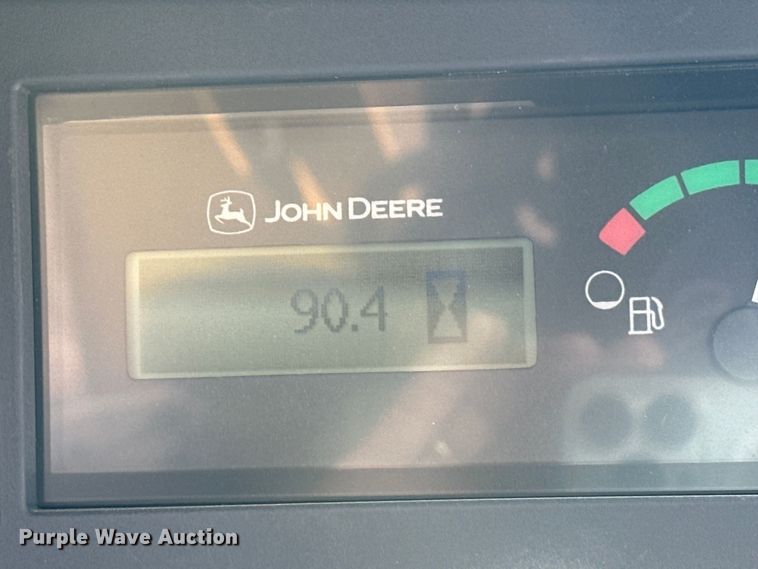 JOHN DEERE
90.4
Purple Wave Auction